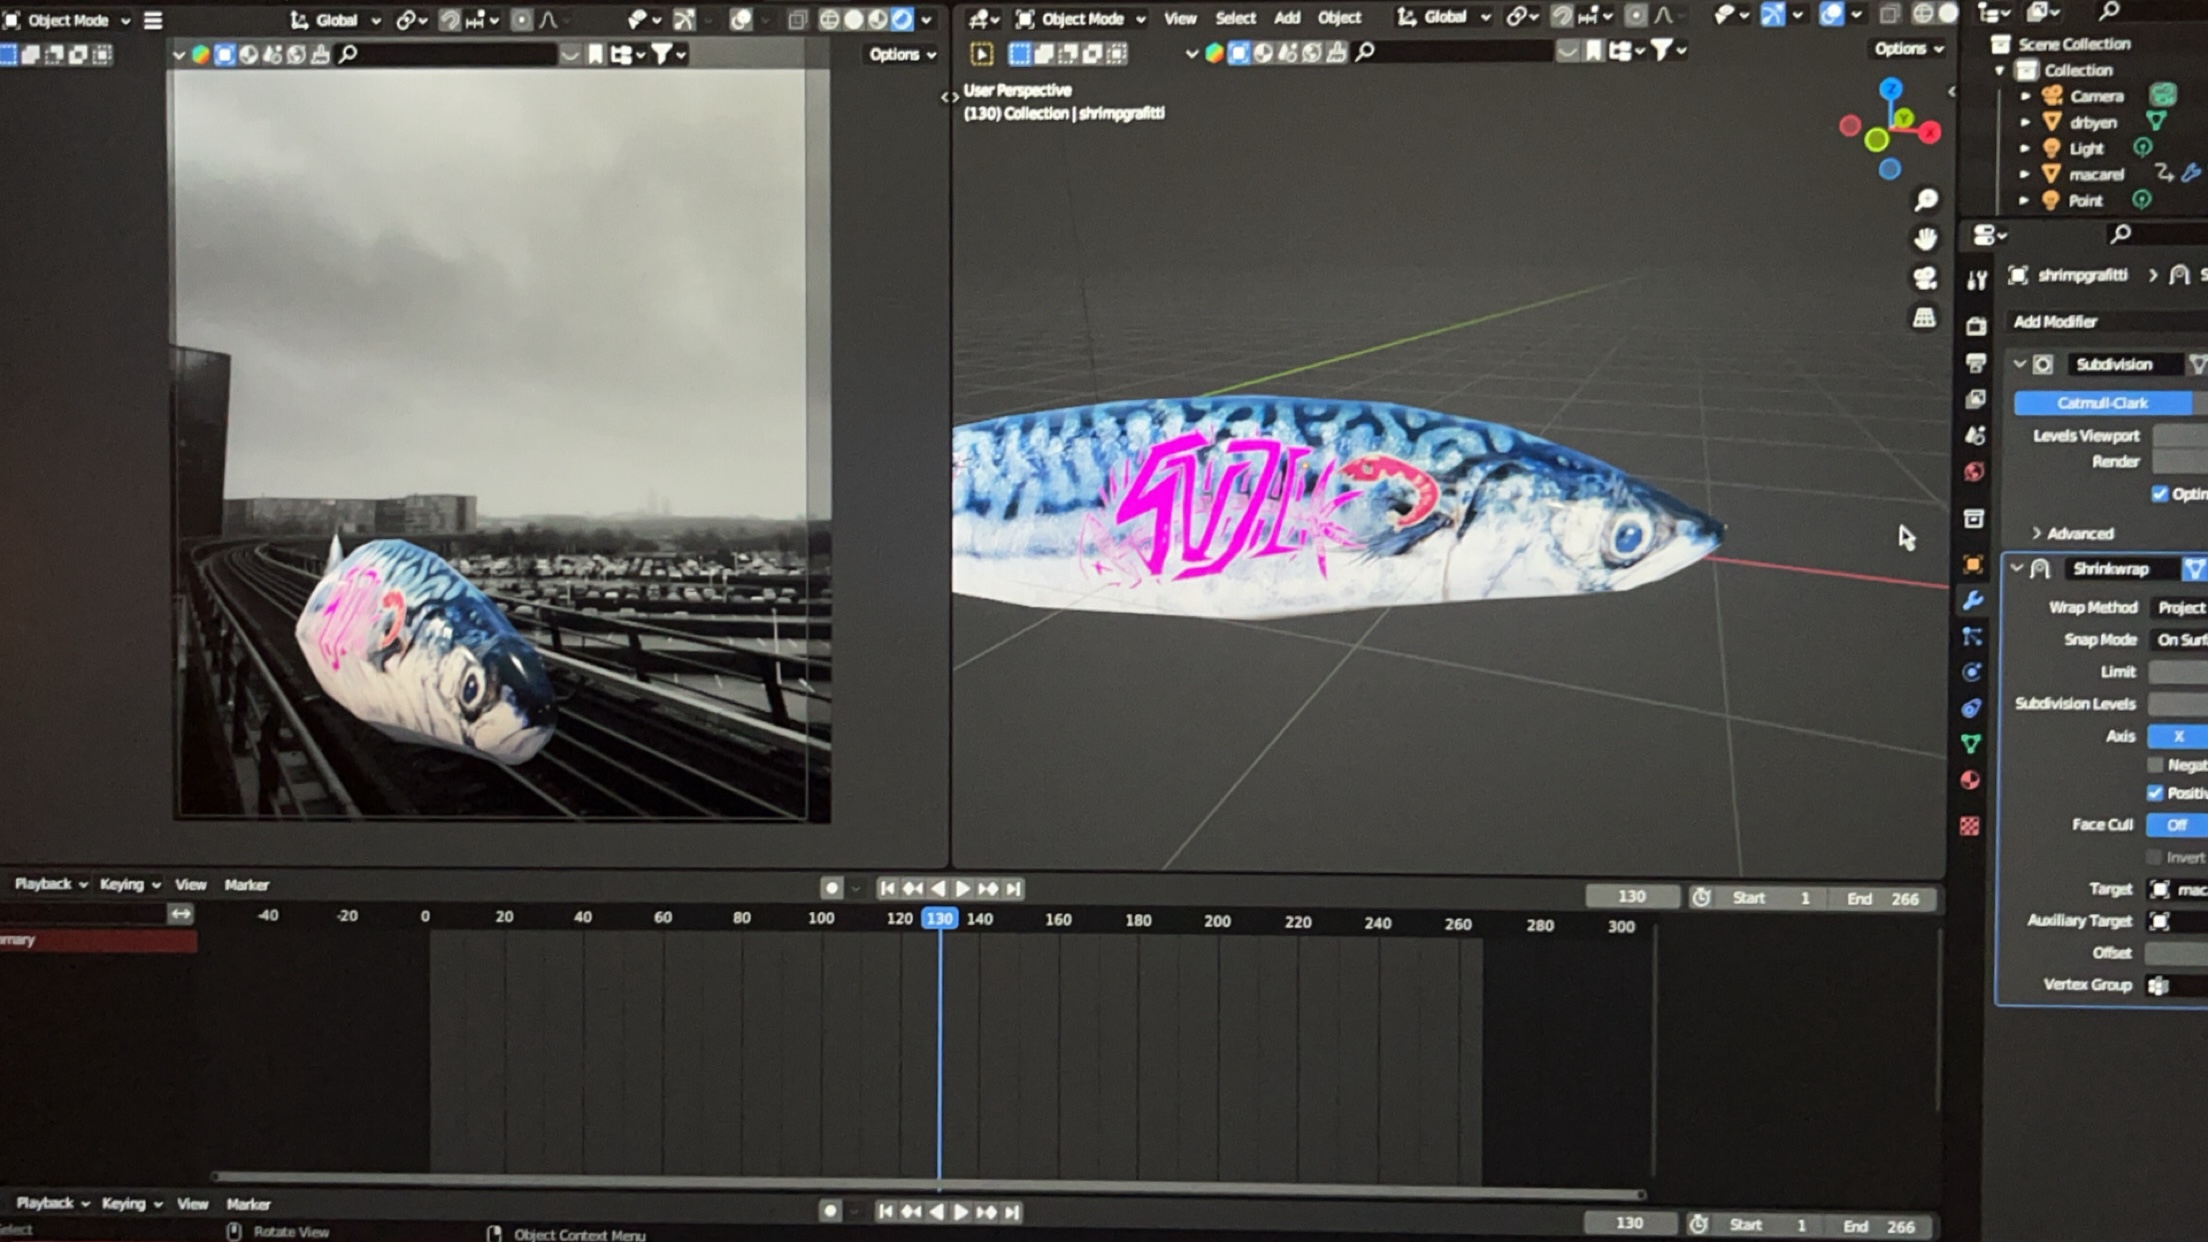 Object Mode
Global
Options
Object Mode
View
Select
Add
Object
Global
Options
User Perspective
(130) Collection | shrimpgrafitti
Scene Collection
Collection
Camera
drbyen
Light
macarel
Point
shrimpgrafitti
Add Modifier
Subdivision
Catmull-Clark
Levels Viewport
Render
Optim
Advanced
Shrinkwrap
Wrap Method Project
Snap Mode On Surf
Limit
Subdivision Levels
Axis X
Negat
Positiv
Face Cull Off
Invert
Target mac
Auxiliary Target
Offset
Vertex Group
Playback Keying View Marker
130 Start 1 End 266
-40 -20 0 20 40 60 80 100 120 130 140 160 180 200 220 240 260 280 300
mmary
Playback Keying View Marker
130 Start 1 End 266
Select
Rotate View
Object Context Menu